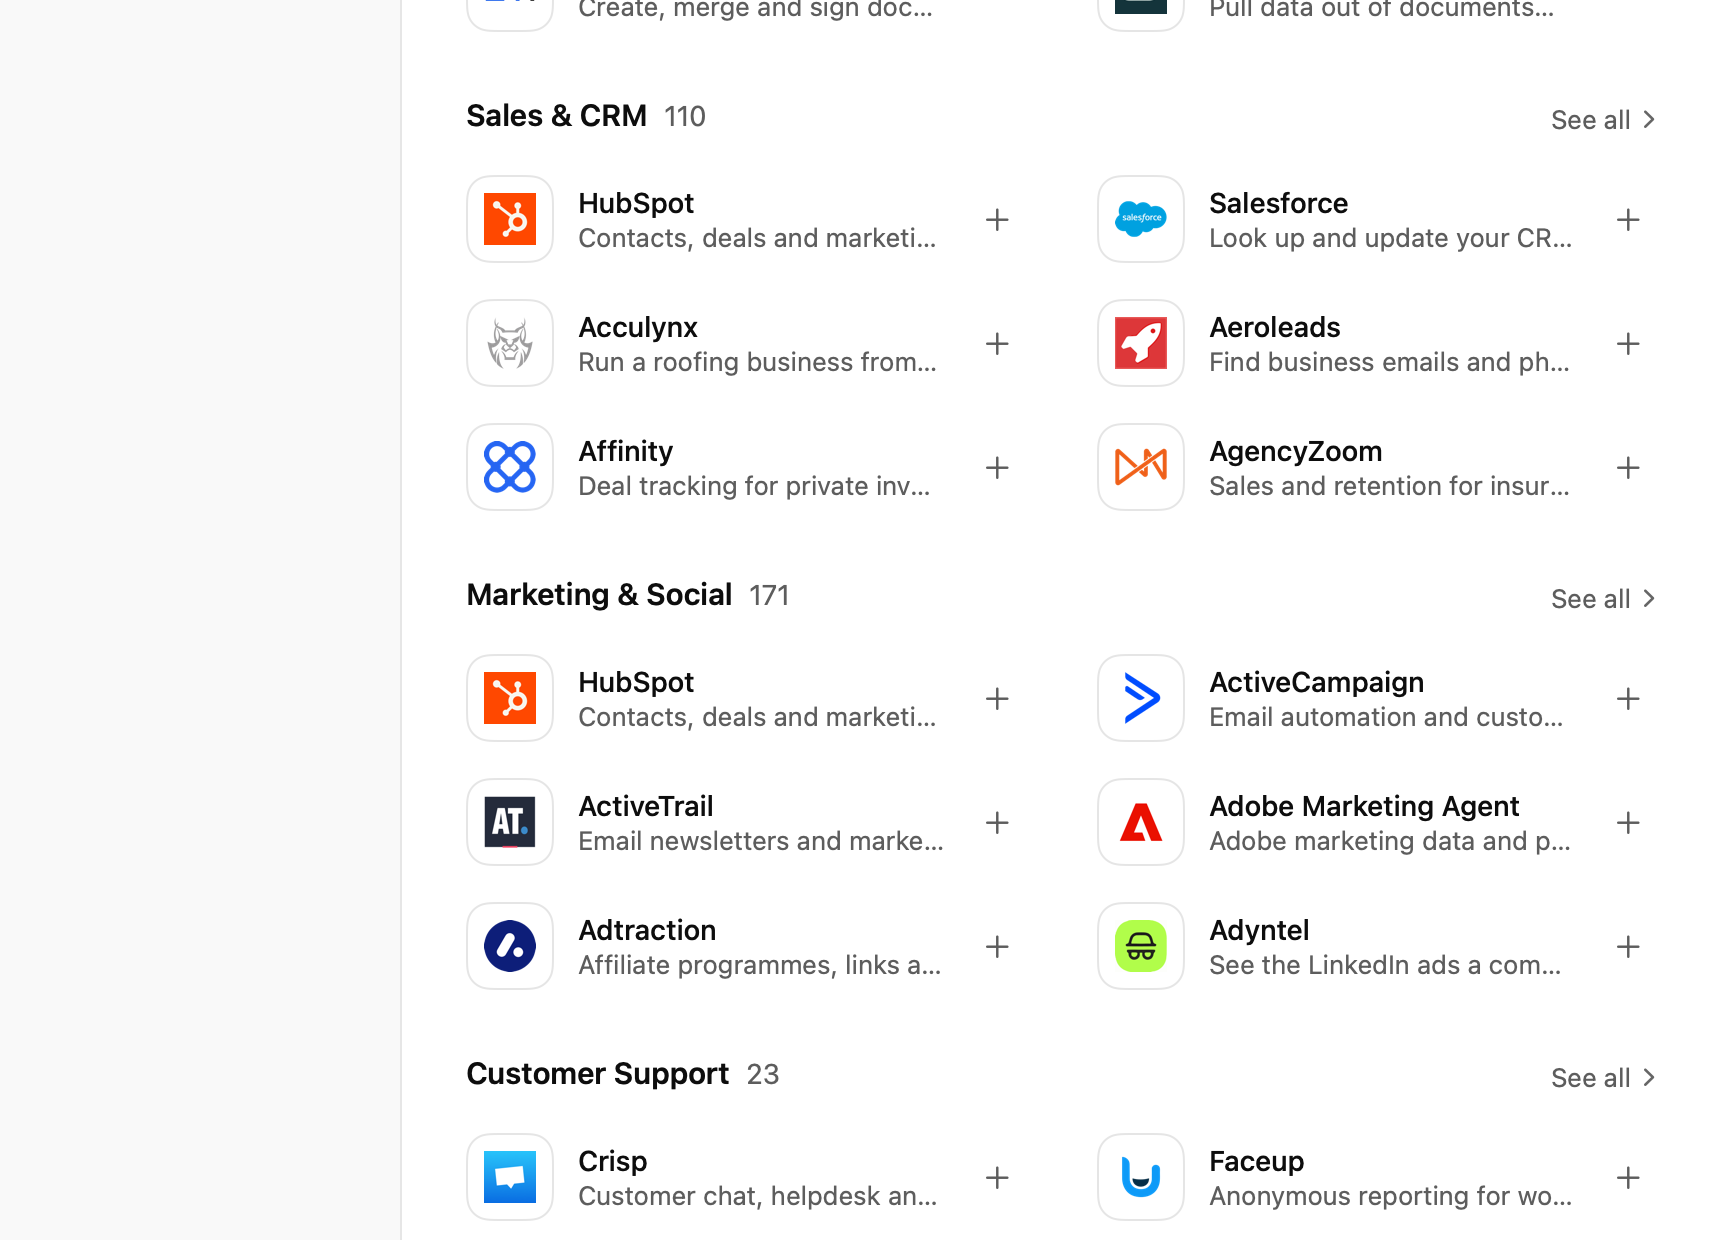 Create, merge and sign doc...
Pull data out of documents...
Sales & CRM 110
See all
HubSpot
Contacts, deals and marketi...
salesforce
Salesforce
Look up and update your CR...
Acculynx
Run a roofing business from...
Aeroleads
Find business emails and ph...
Affinity
Deal tracking for private inv...
AgencyZoom
Sales and retention for insur...
Marketing & Social 171
See all
HubSpot
Contacts, deals and marketi...
ActiveCampaign
Email automation and custo...
AT.
ActiveTrail
Email newsletters and marke...
Adobe Marketing Agent
Adobe marketing data and p...
Adtraction
Affiliate programmes, links a...
Adyntel
See the LinkedIn ads a com...
Customer Support 23
See all
Crisp
Customer chat, helpdesk an...
Faceup
Anonymous reporting for wo...